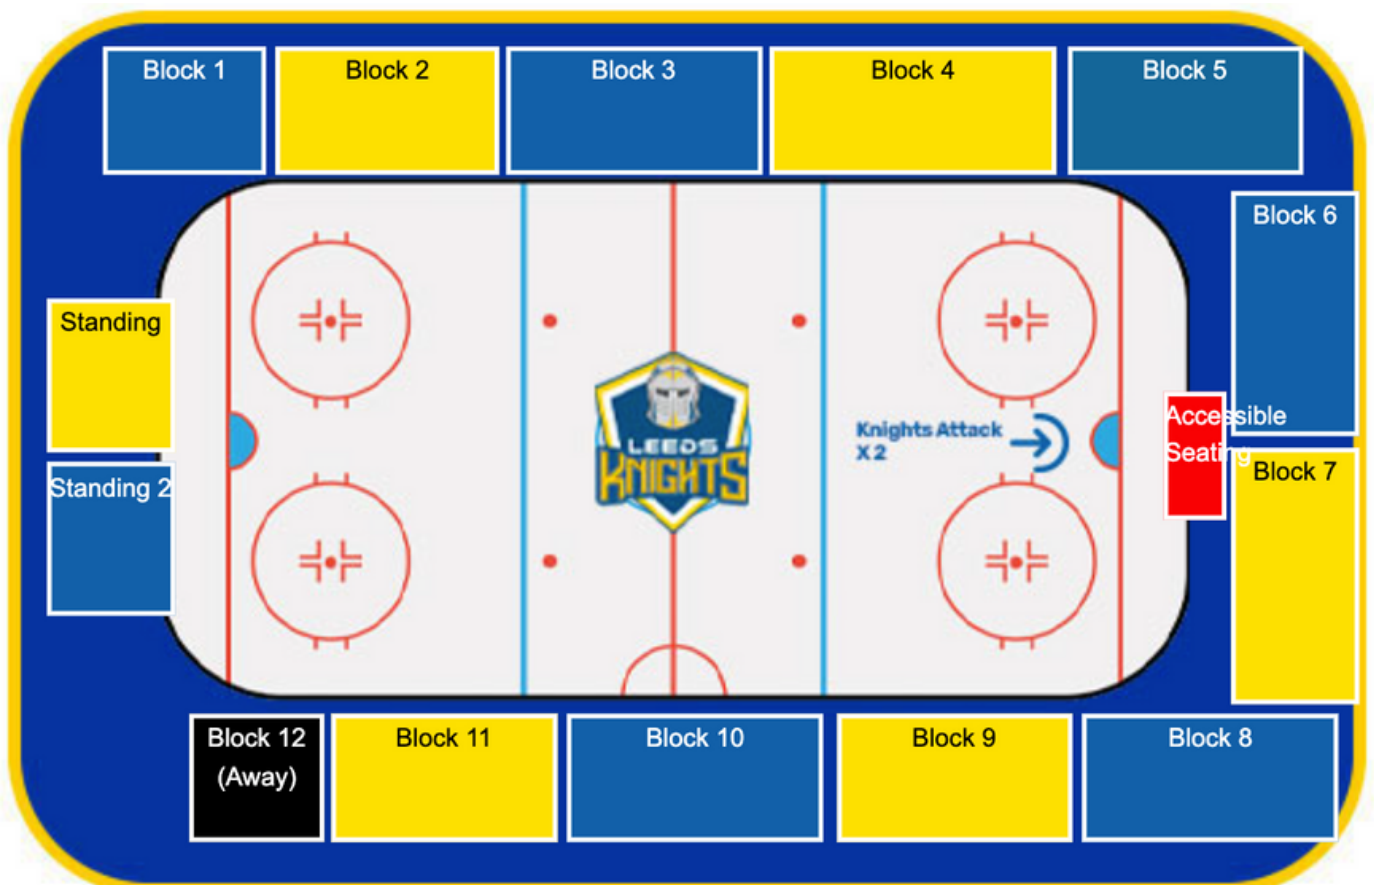 Block 1
Block 2
Block 3
Block 4
Block 5
Block 6
Standing
Standing 2
LEEDS
KNIGHTS
Knights Attack
X 2
Accessible
Seating
Block 7
Block 12
(Away)
Block 11
Block 10
Block 9
Block 8